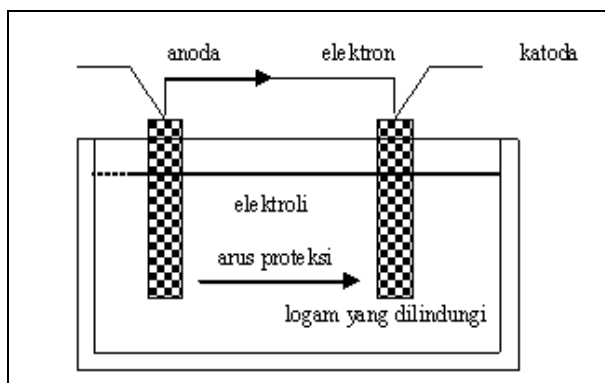 anoda elektron katoda
elektroli
arus proteksi
logam yang dilindungi